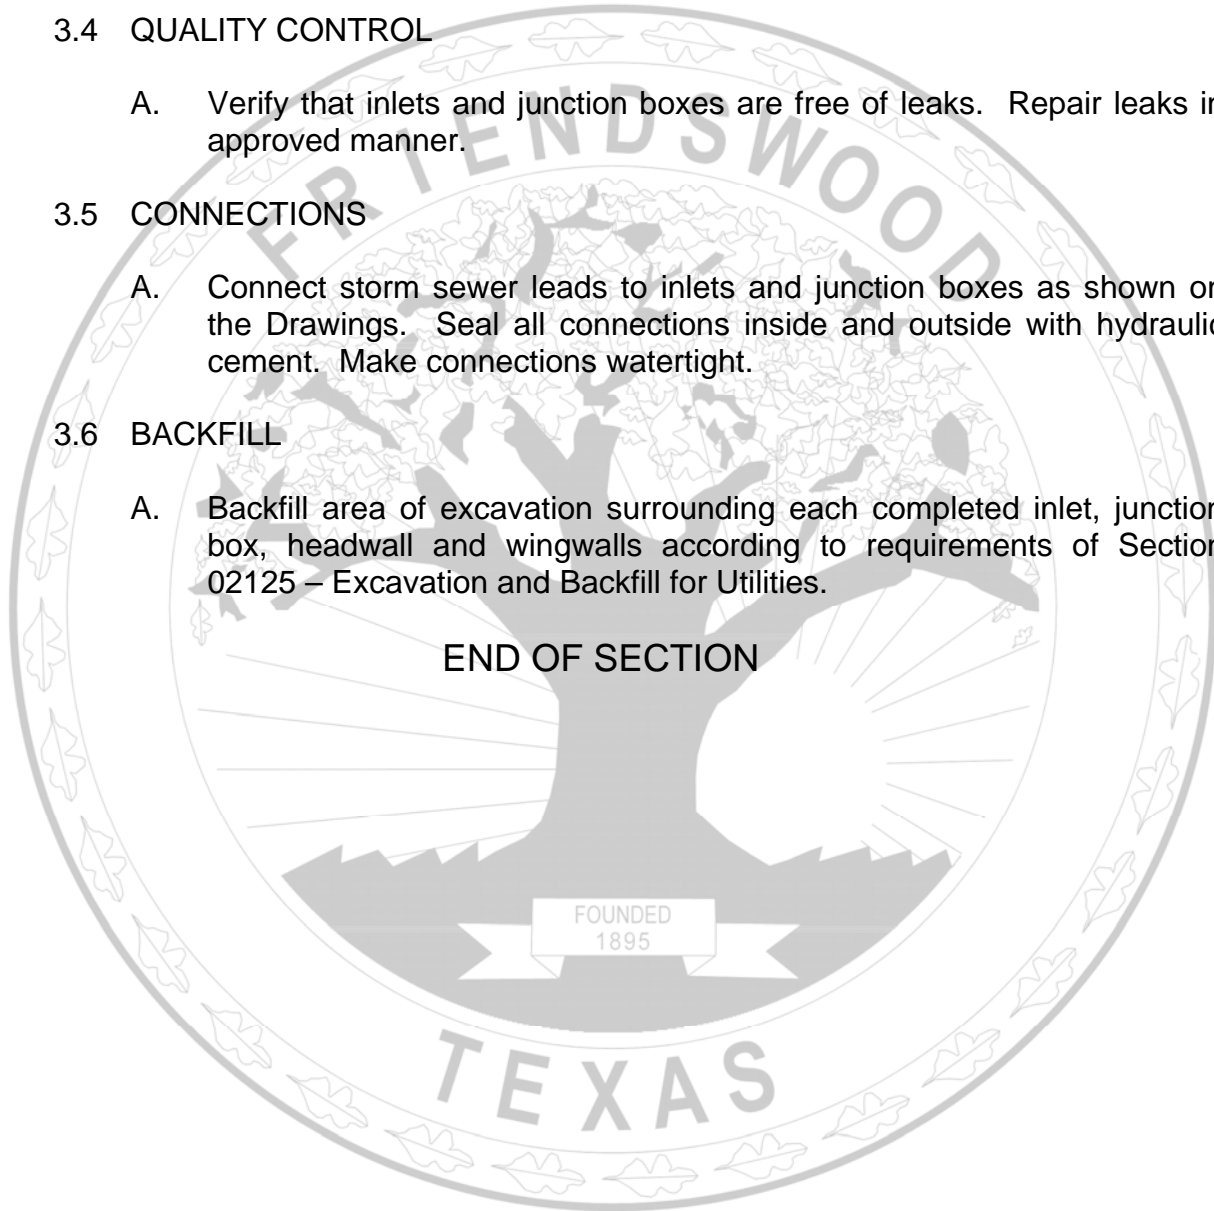 3.4 QUALITY CONTROL
A. Verify that inlets and junction boxes are free of leaks. Repair leaks in
approved manner.
3.5 CONNECTIONS
A. Connect storm sewer leads to inlets and junction boxes as shown on
the Drawings. Seal all connections inside and outside with hydraulic
cement. Make connections watertight.
3.6 BACKFILL
A. Backfill area of excavation surrounding each completed inlet, junction
box, headwall and wingwalls according to requirements of Section
02125 – Excavation and Backfill for Utilities.
END OF SECTION
FRIENDSWOOD
FOUNDED
1895
TEXAS